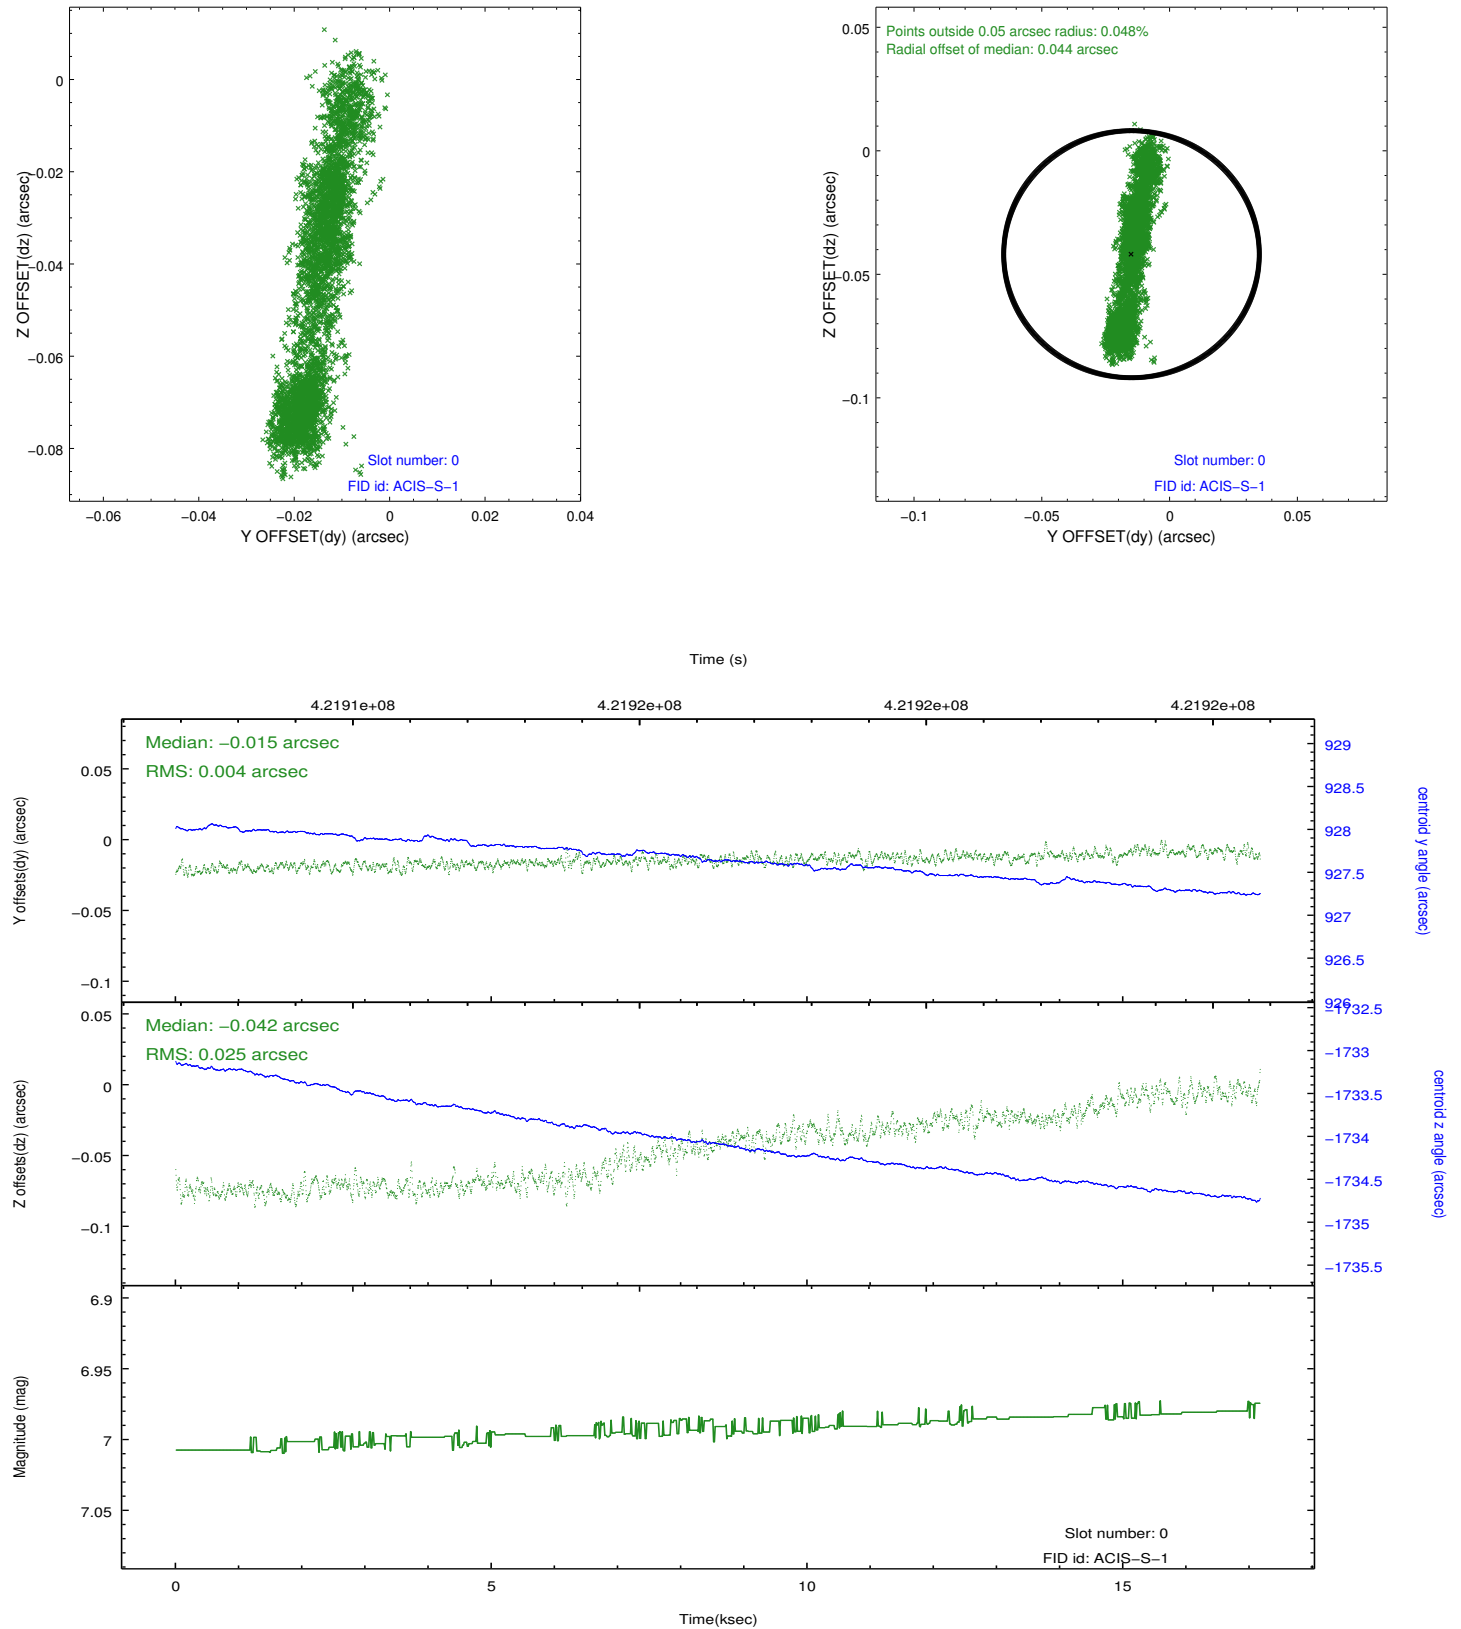 0
−0.02
−0.04
−0.06
−0.08
Z OFFSET(dz) (arcsec)
Slot number: 0
FID id: ACIS−S−1
−0.06
−0.04
−0.02
0
0.02
0.04
Y OFFSET(dy) (arcsec)
Points outside 0.05 arcsec radius: 0.048%
Radial offset of median: 0.044 arcsec
0.05
0
−0.05
−0.1
Z OFFSET(dz) (arcsec)
Slot number: 0
FID id: ACIS−S−1
−0.1
−0.05
0
0.05
Y OFFSET(dy) (arcsec)
Time (s)
4.2191e+08
4.2192e+08
4.2192e+08
4.2192e+08
Median: −0.015 arcsec
RMS: 0.004 arcsec
0.05
0
−0.05
−0.1
Y offsets(dy) (arcsec)
929
928.5
928
927.5
927
926.5
926
centroid y angle (arcsec)
Median: −0.042 arcsec
RMS: 0.025 arcsec
0.05
0
−0.05
−0.1
Z offsets(dz) (arcsec)
−1732.5
−1733
−1733.5
−1734
−1734.5
−1735
−1735.5
centroid z angle (arcsec)
6.9
6.95
7
7.05
Magnitude (mag)
Slot number: 0
FID id: ACIS−S−1
0
5
10
15
Time(ksec)